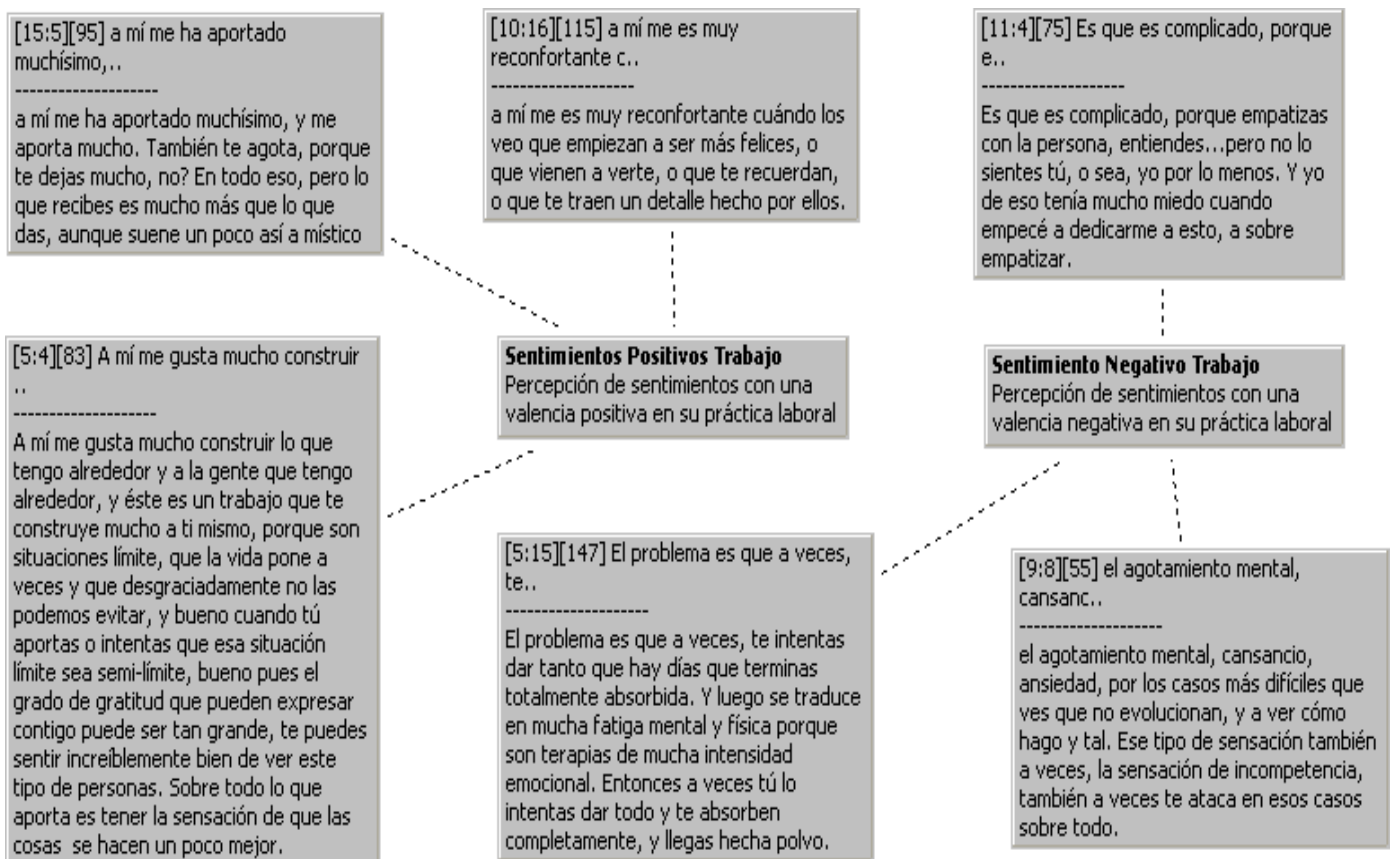 [15:5][95] a mí me ha aportado
muchísimo,..
--------------------
a mí me ha aportado muchísimo, y me
aporta mucho. También te agota, porque
te dejas mucho, no? En todo eso, pero lo
que recibes es mucho más que lo que
das, aunque suene un poco así a místico
[10:16][115] a mí me es muy
reconfortante c..
--------------------
a mí me es muy reconfortante cuándo los
veo que empiezan a ser más felices, o
que vienen a verte, o que te recuerdan,
o que te traen un detalle hecho por ellos.
[11:4][75] Es que es complicado, porque
e..
--------------------
Es que es complicado, porque empatizas
con la persona, entiendes...pero no lo
sientes tú, o sea, yo por lo menos. Y yo
de eso tenía mucho miedo cuando
empecé a dedicarme a esto, a sobre
empatizar.
[5:4][83] A mí me gusta mucho construir
..
--------------------
A mí me gusta mucho construir lo que
tengo alrededor y a la gente que tengo
alrededor, y éste es un trabajo que te
construye mucho a ti mismo, porque son
situaciones límite, que la vida pone a
veces y que desgraciadamente no las
podemos evitar, y bueno cuando tú
aportas o intentas que esa situación
límite sea semi-límite, bueno pues el
grado de gratitud que pueden expresar
contigo puede ser tan grande, te puedes
sentir increíblemente bien de ver este
tipo de personas. Sobre todo lo que
aporta es tener la sensación de que las
cosas se hacen un poco mejor.
Sentimientos Positivos Trabajo
Percepción de sentimientos con una
valencia positiva en su práctica laboral
Sentimiento Negativo Trabajo
Percepción de sentimientos con una
valencia negativa en su práctica laboral
[5:15][147] El problema es que a veces,
te..
--------------------
El problema es que a veces, te intentas
dar tanto que hay días que terminas
totalmente absorbida. Y luego se traduce
en mucha fatiga mental y física porque
son terapias de mucha intensidad
emocional. Entonces a veces tú lo
intentas dar todo y te absorben
completamente, y llegas hecha polvo.
[9:8][55] el agotamiento mental,
cansanc..
--------------------
el agotamiento mental, cansancio,
ansiedad, por los casos más difíciles que
ves que no evolucionan, y a ver cómo
hago y tal. Ese tipo de sensación también
a veces, la sensación de incompetencia,
también a veces te ataca en esos casos
sobre todo.